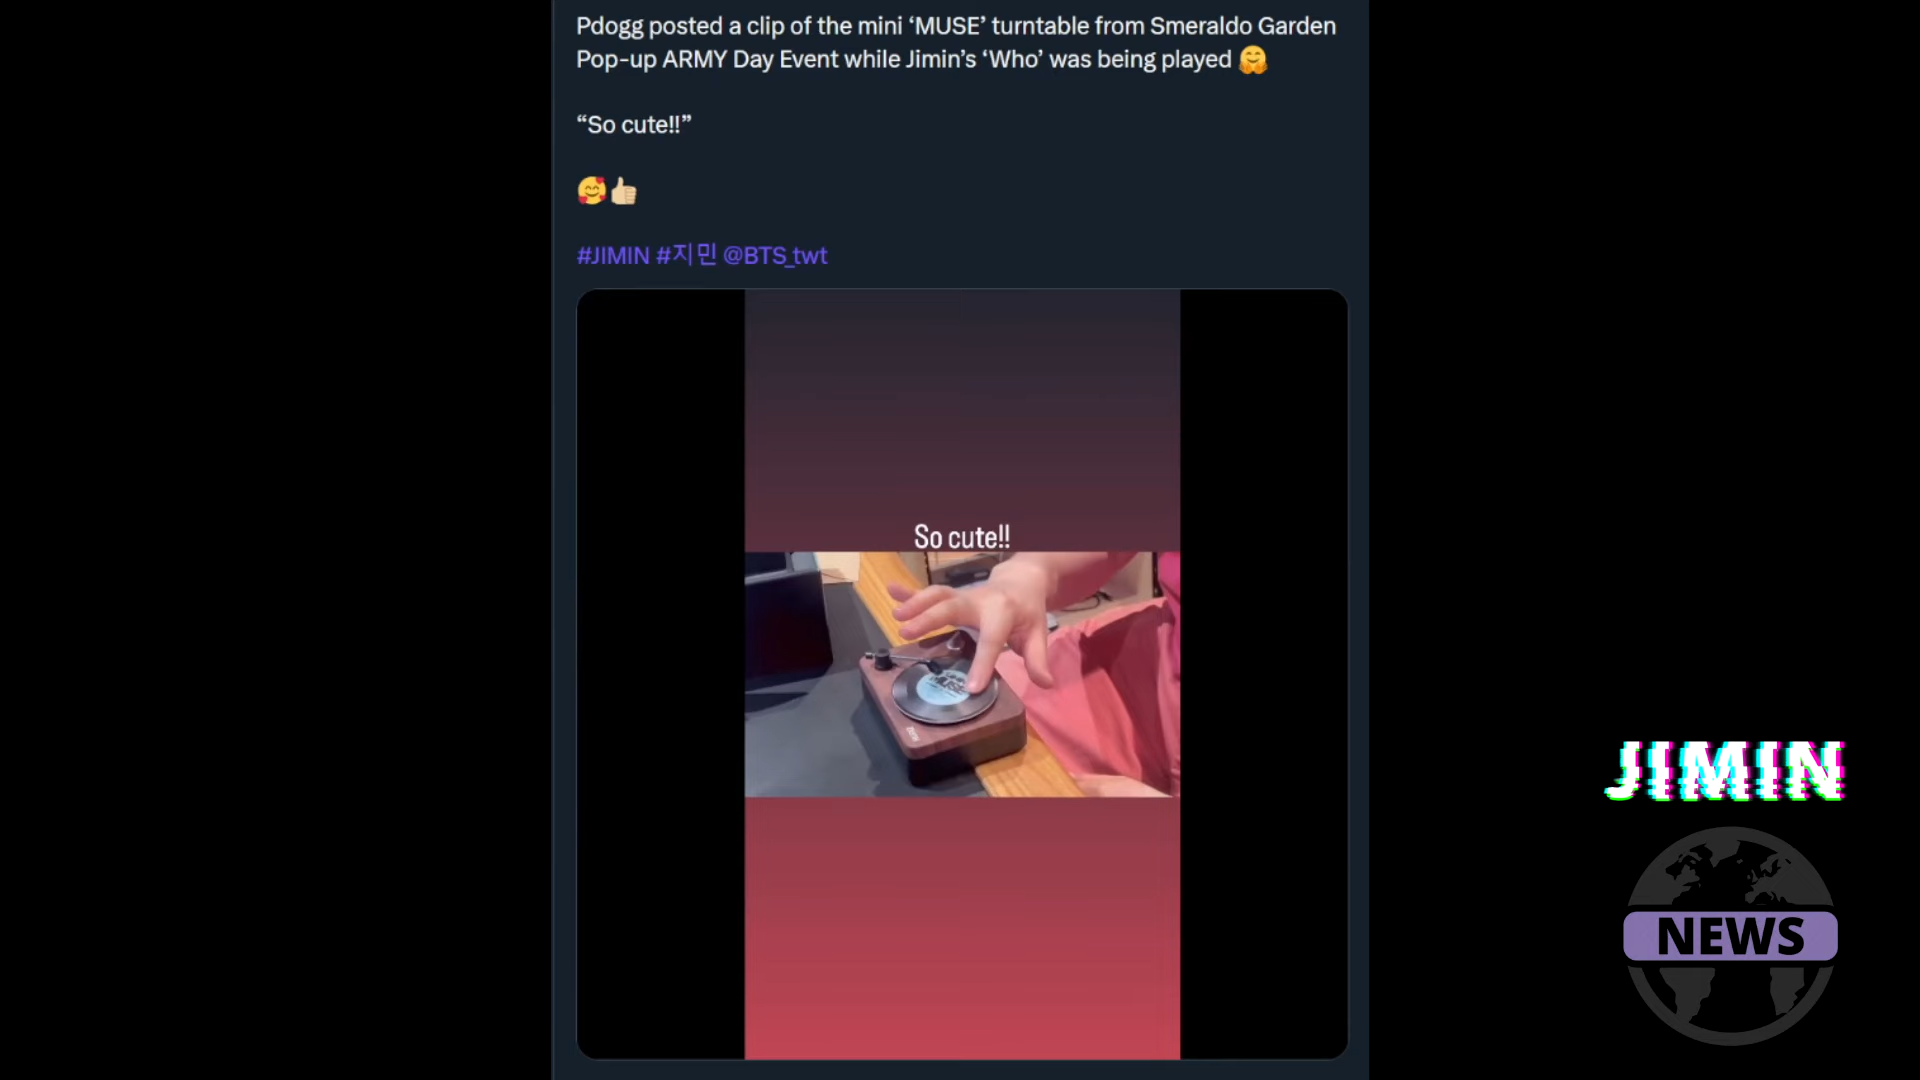 Pdogg posted a clip of the mini ‘MUSE’ turntable from Smeraldo Garden
Pop-up ARMY Day Event while Jimin’s ‘Who’ was being played 🤗
“So cute!!”
🥰👍🏼
#JIMIN #지민 @BTS_twt
So cute!!
MUSE
JIMIN
NEWS